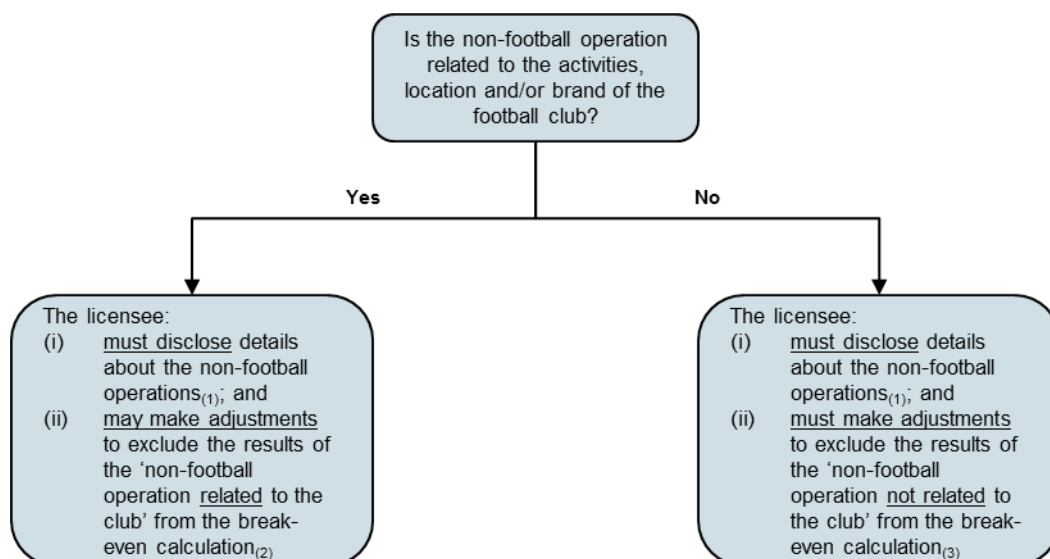 Is the non-football operation
related to the activities,
location and/or brand of the
football club?
Yes
No
The licensee:
(i) must disclose details
about the non-football
operations(1); and
(ii) may make adjustments
to exclude the results of
the ‘non-football
operation related to the
club’ from the break-
even calculation(2)
The licensee:
(i) must disclose details
about the non-football
operations(1); and
(ii) must make adjustments
to exclude the results of
the ‘non-football
operation not related to
the club’ from the break-
even calculation(3)